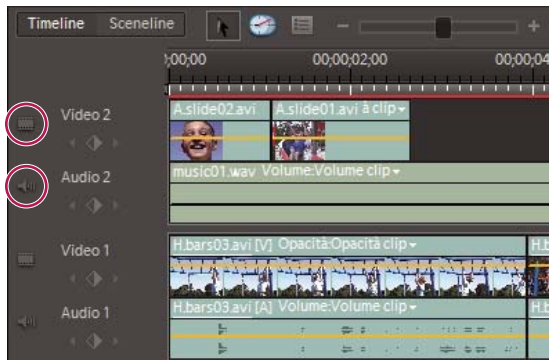 Timeline Sceneline
;00;00 00;00;02;00 00;00;04
Video 2
A.slide02.avi A.slide01.avi à clip
Audio 2
music01.wav Volume:Volume clip
Video 1
H.bars03.avi [V] Opacità:Opacità clip H.b
Audio 1
H.bars03.avi [A] Volume:Volume clip H.b